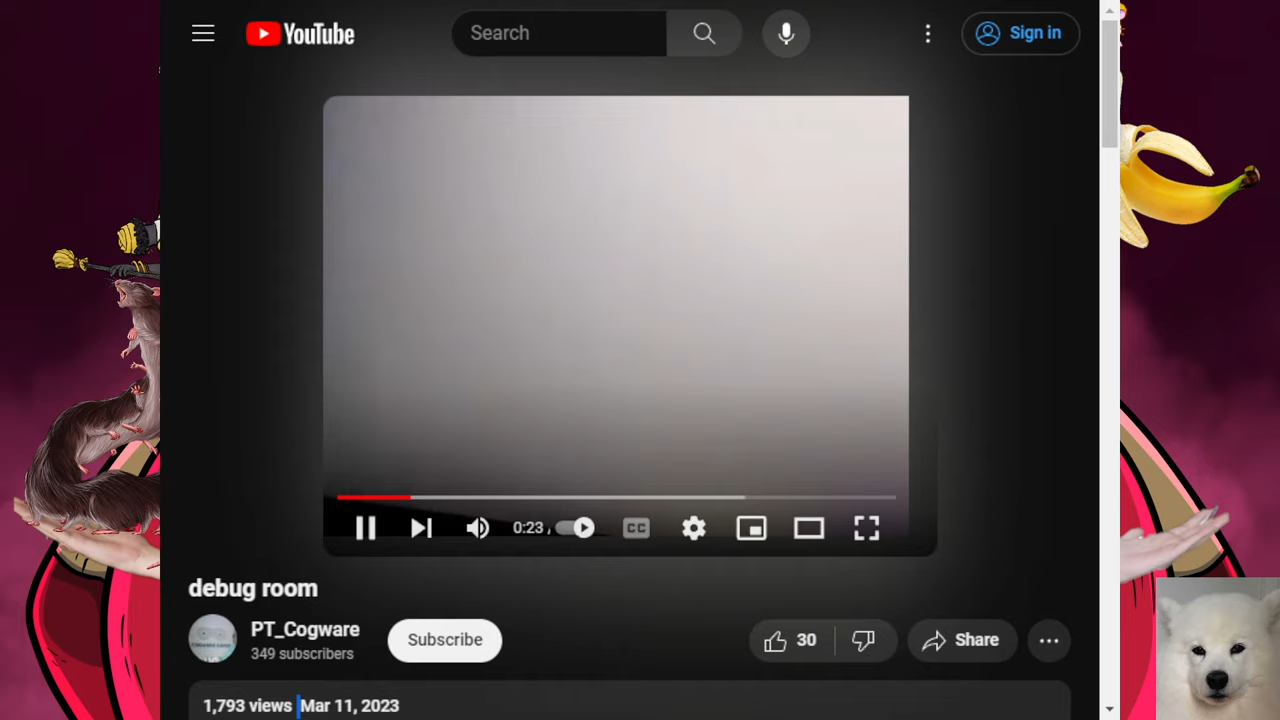 YouTube
Search
Sign in
0:23 /
CC
debug room
PT_Cogware
349 subscribers
Subscribe
30
Share
1,793 views Mar 11, 2023